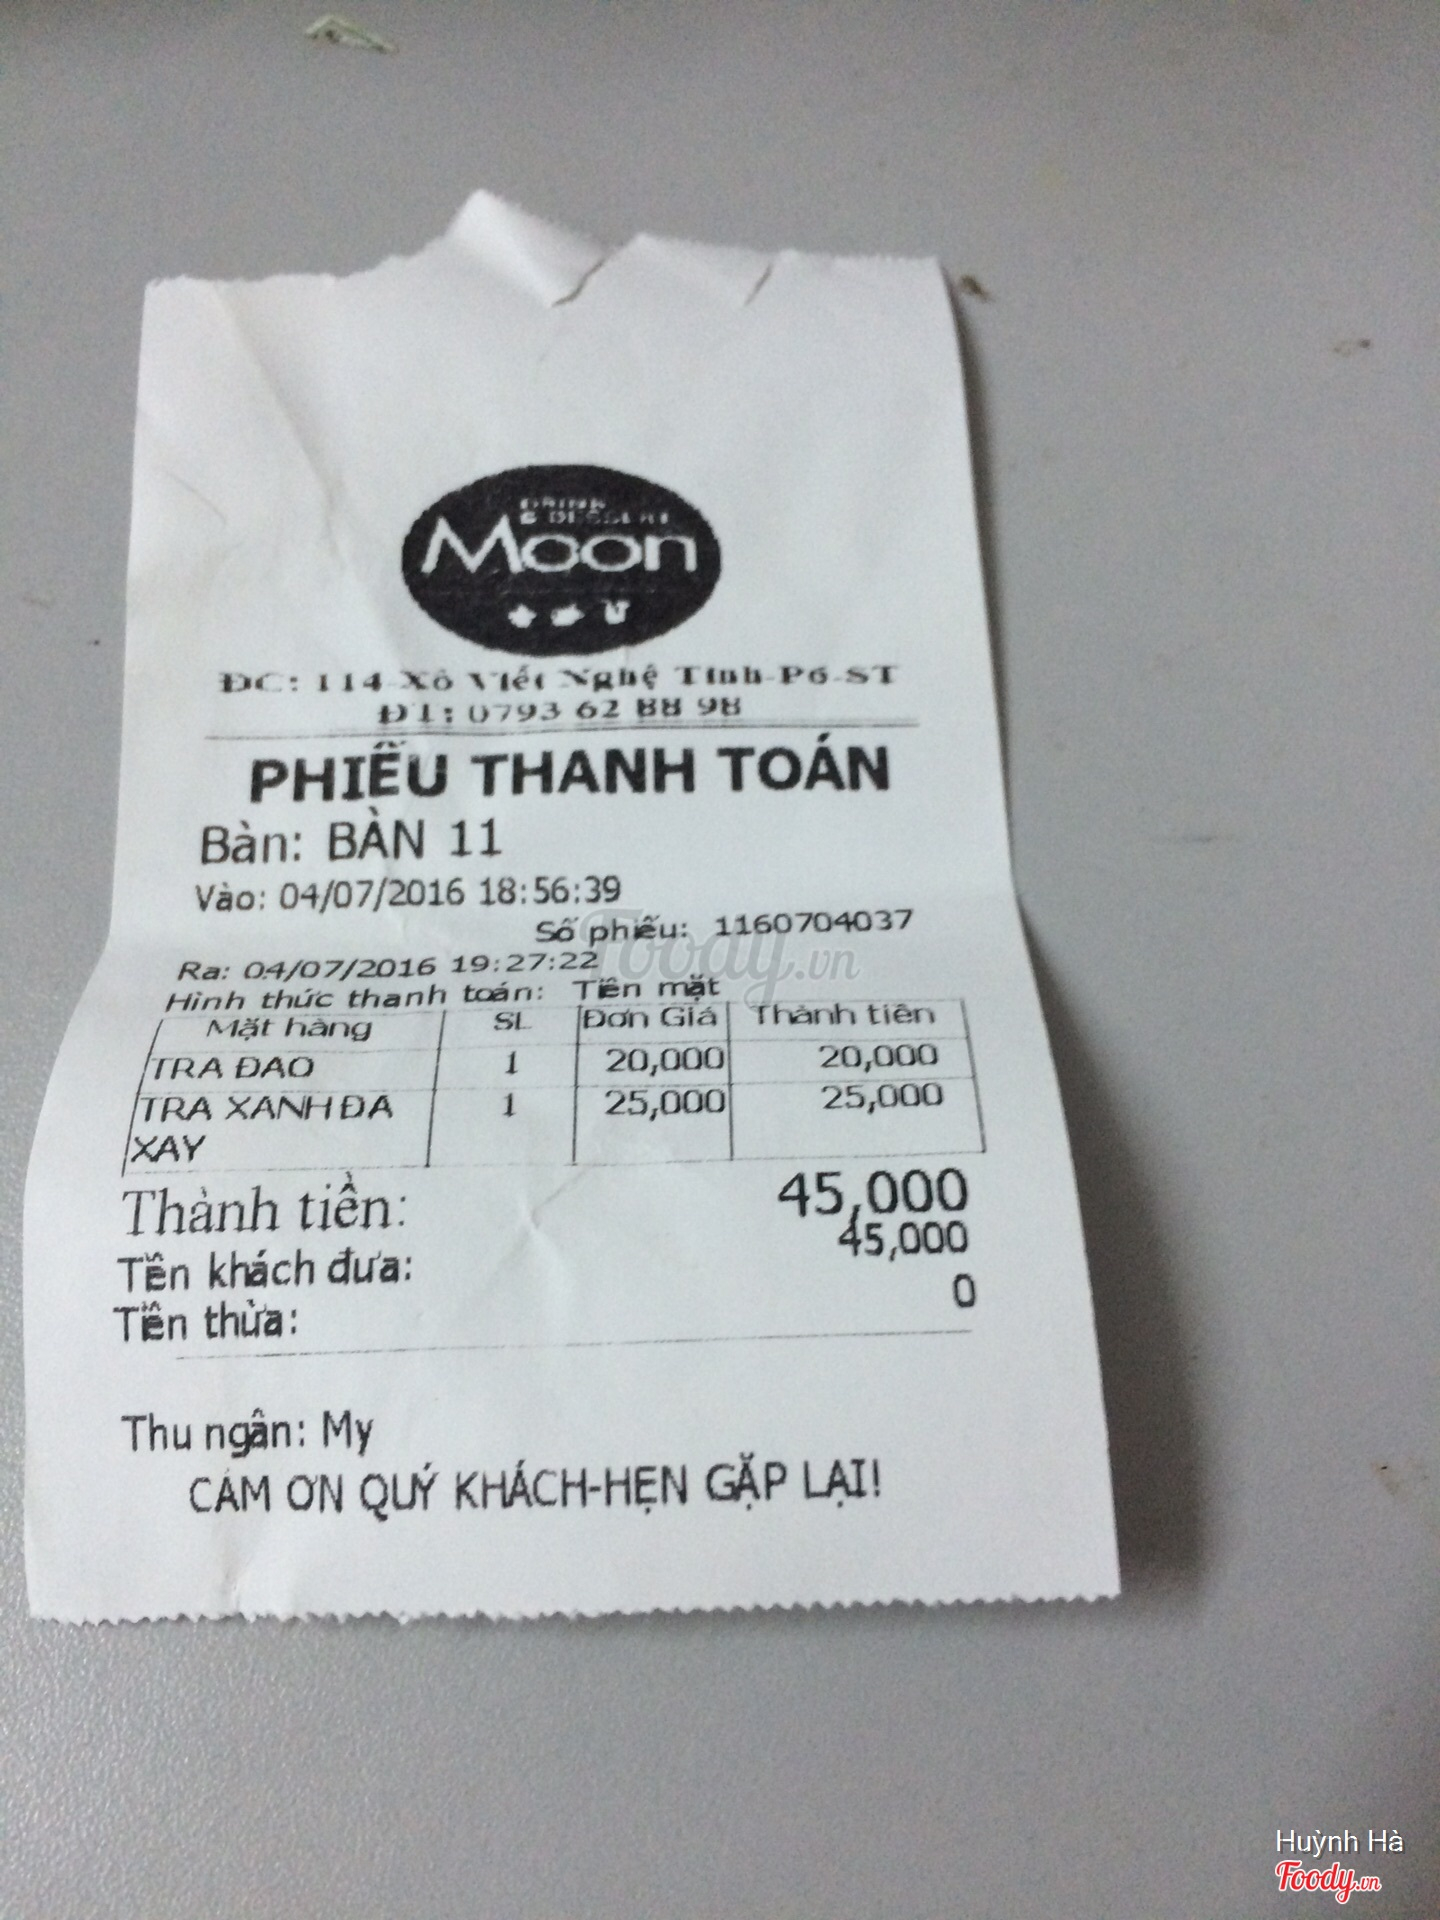 DRINK
& DESSERT
Moon
ĐC: 114 Xô Viết Nghệ Tĩnh-P6-ST
ĐT: 0793 62 88 98
PHIẾU THANH TOÁN
Bàn: BÀN 11
Vào: 04/07/2016 18:56:39
Số phiếu: 1160704037
Foody.vn
Ra: 04/07/2016 19:27:22
Hình thức thanh toán: Tiền mặt
Mặt hàng SL Đơn Giá Thành tiền
TRA ĐAO 1 20,000 20,000
TRA XANH ĐA XAY 1 25,000 25,000
Thành tiền: 45,000
Tiền khách đưa: 45,000
Tiền thừa: 0
Thu ngân: My
CÁM ƠN QUÝ KHÁCH-HẸN GẶP LẠI!
Huỳnh Hà
Foody.vn